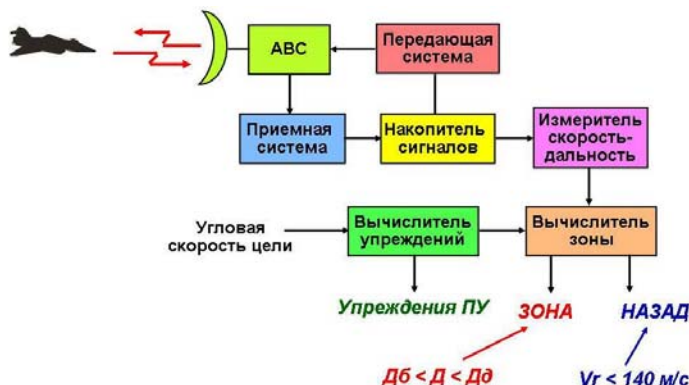 АВС
Передающая
система
Приемная
система
Накопитель
сигналов
Измеритель
скорость-
дальность
Угловая
скорость цели
Вычислитель
упреждений
Вычислитель
зоны
Упреждения ПУ
ЗОНА
НАЗАД
Дб < Д < Дд
Vr < 140 м/с